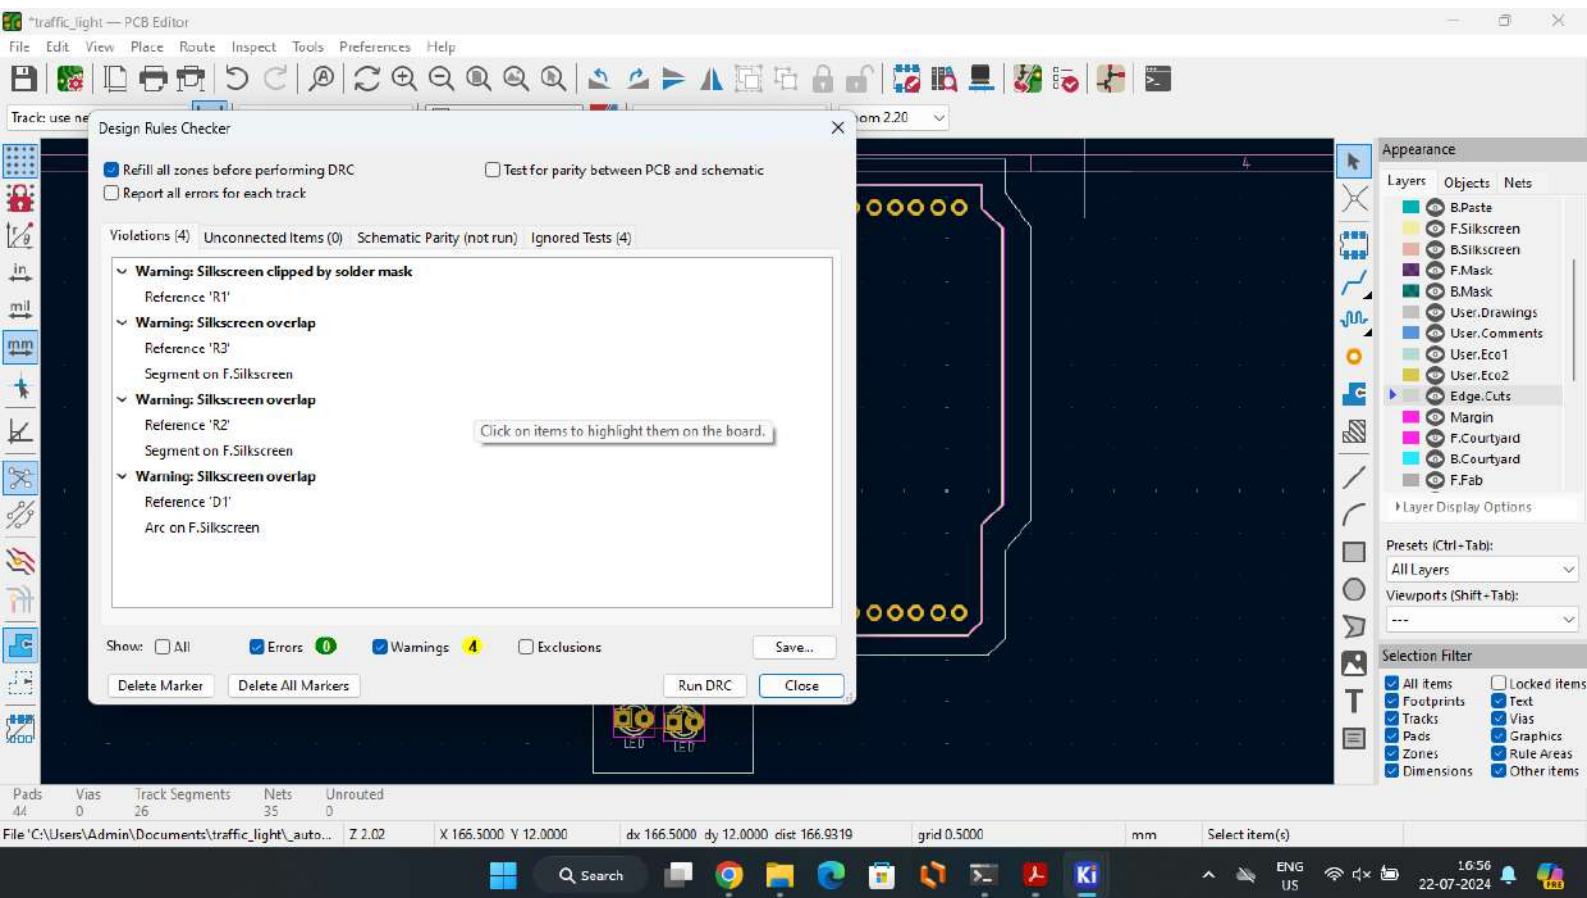 *traffic_light — PCB Editor
File Edit View Place Route Inspect Tools Preferences Help
Track: use ne
om 2.20
Design Rules Checker
Refill all zones before performing DRC
Test for parity between PCB and schematic
Report all errors for each track
Violations (4) Unconnected Items (0) Schematic Parity (not run) Ignored Tests (4)
Warning: Silkscreen clipped by solder mask
Reference 'R1'
Warning: Silkscreen overlap
Reference 'R3'
Segment on F.Silkscreen
Warning: Silkscreen overlap
Reference 'R2'
Segment on F.Silkscreen
Warning: Silkscreen overlap
Reference 'D1'
Arc on F.Silkscreen
Click on items to highlight them on the board.
Show: All Errors 0 Warnings 4 Exclusions Save...
Delete Marker Delete All Markers Run DRC Close
in
mil
mm
4
LED
LED
Appearance
Layers Objects Nets
B.Paste
F.Silkscreen
B.Silkscreen
F.Mask
B.Mask
User.Drawings
User.Comments
User.Eco1
User.Eco2
Edge.Cuts
Margin
F.Courtyard
B.Courtyard
F.Fab
Layer Display Options
Presets (Ctrl+Tab):
All Layers
Viewports (Shift+Tab):
---
Selection Filter
All items Locked items
Footprints Text
Tracks Vias
Pads Graphics
Zones Rule Areas
Dimensions Other items
Pads Vias Track Segments Nets Unrouted
44 0 26 35 0
File 'C:\Users\Admin\Documents\traffic_light\_auto... Z 2.02 X 166.5000 Y 12.0000 dx 166.5000 dy 12.0000 dist 166.9319 grid 0.5000 mm Select item(s)
Search
Ki
ENG
US
16:56
22-07-2024